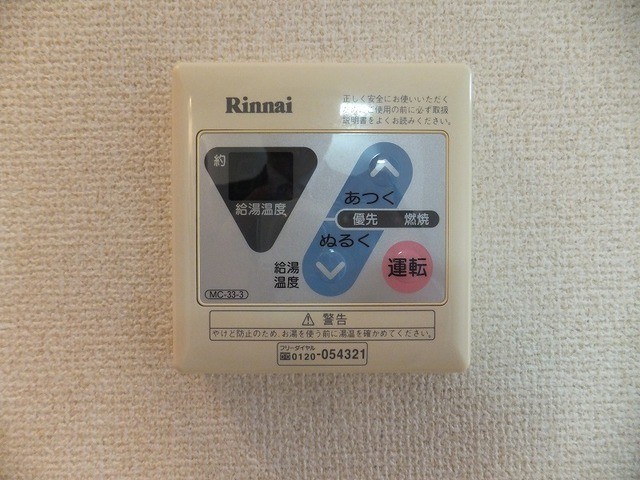 Rinnai
正しく安全にお使いいただく
ご使用の前に必ず取扱
説明書をよくお読みください。
約
給湯温度
あつく
優先 燃焼
ぬるく
給湯
温度
運転
MC-33-3
⚠ 警告
やけど防止のため、お湯を使う前に湯温を確かめてください。
フリーダイヤル
0120-054321